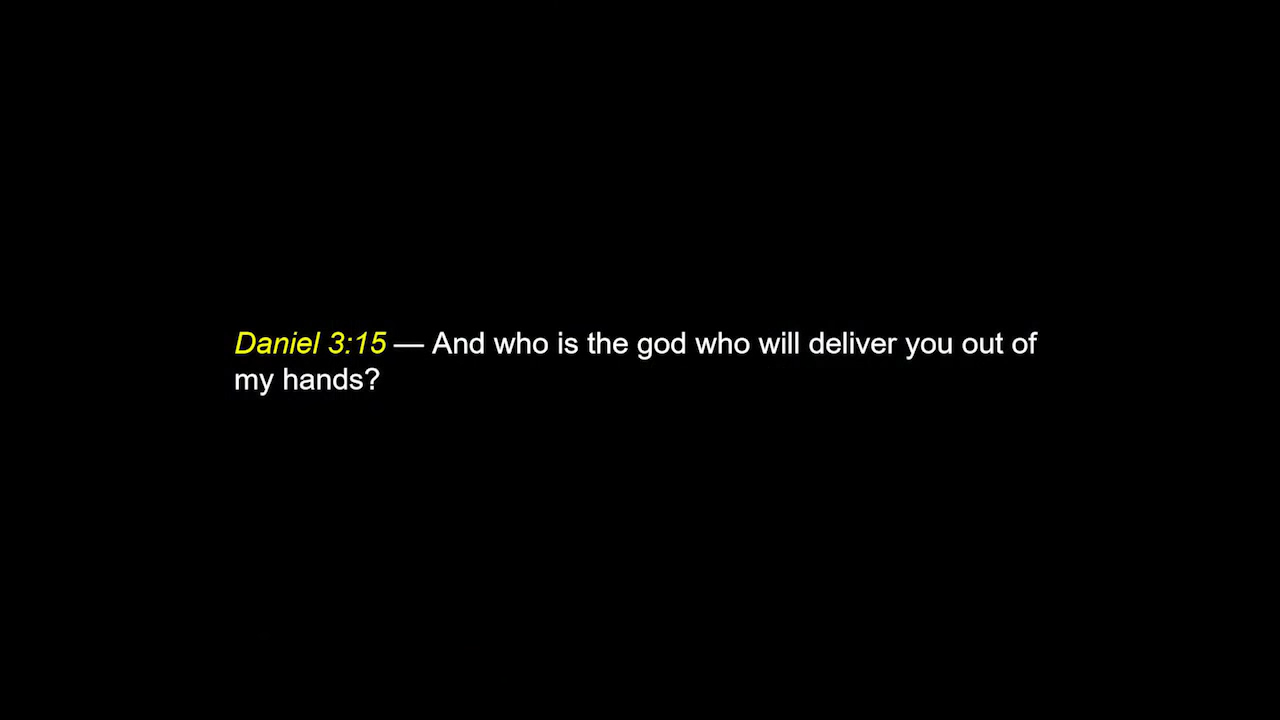 Daniel 3:15 — And who is the god who will deliver you out of
my hands?